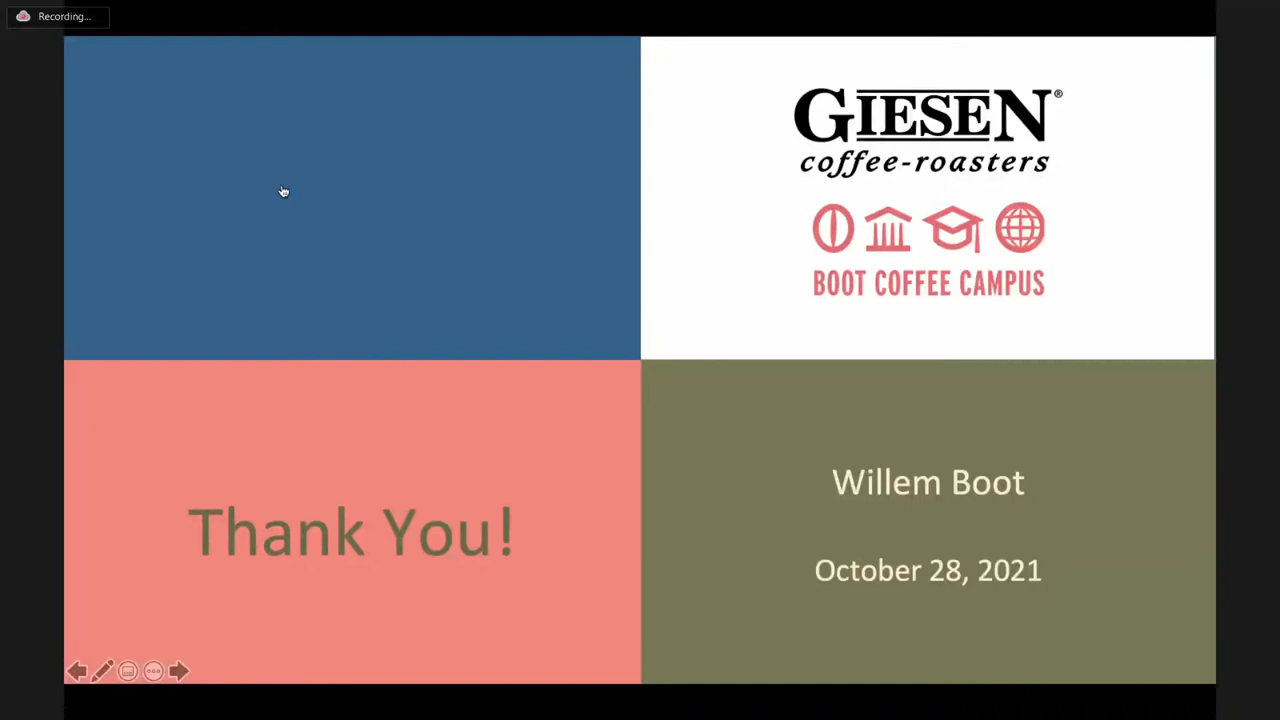 Recording...
GIESEN®
coffee-roasters
BOOT COFFEE CAMPUS
Thank You!
Willem Boot
October 28, 2021